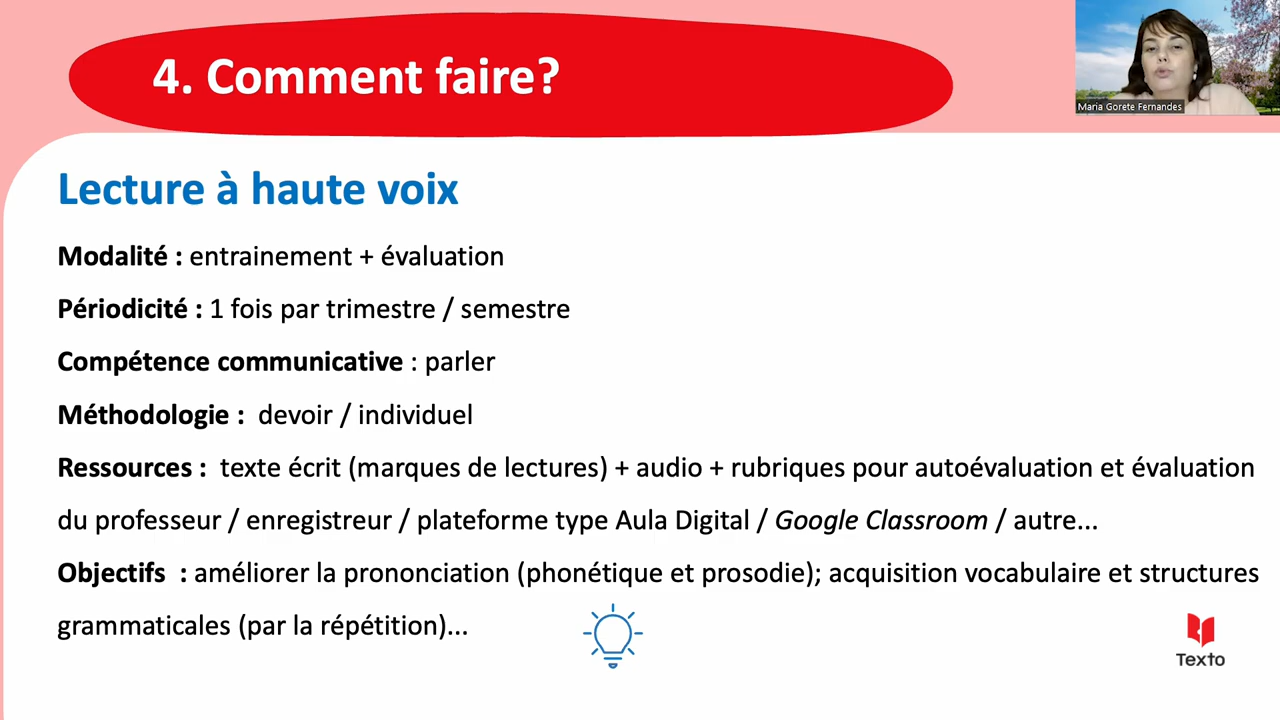 4. Comment faire?
Maria Gorete Fernandes
Lecture à haute voix
Modalité : entrainement + évaluation
Périodicité : 1 fois par trimestre / semestre
Compétence communicative : parler
Méthodologie : devoir / individuel
Ressources : texte écrit (marques de lectures) + audio + rubriques pour autoévaluation et évaluation
du professeur / enregistreur / plateforme type Aula Digital / Google Classroom / autre...
Objectifs : améliorer la prononciation (phonétique et prosodie); acquisition vocabulaire et structures
grammaticales (par la répétition)...
Texto